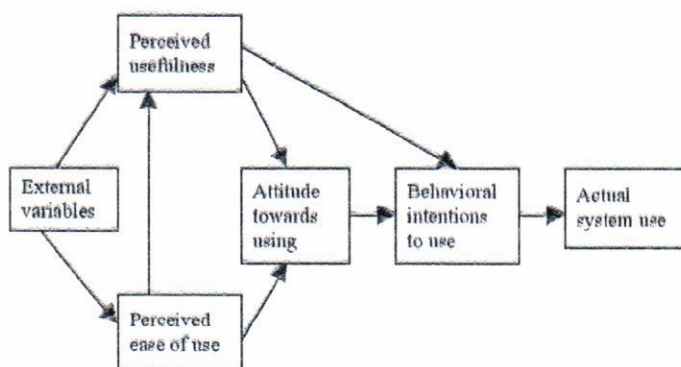 Perceived
usefulness
External
variables
Attitude
towards
using
Behavioral
intentions
to use
Actual
system use
Perceived
ease of use